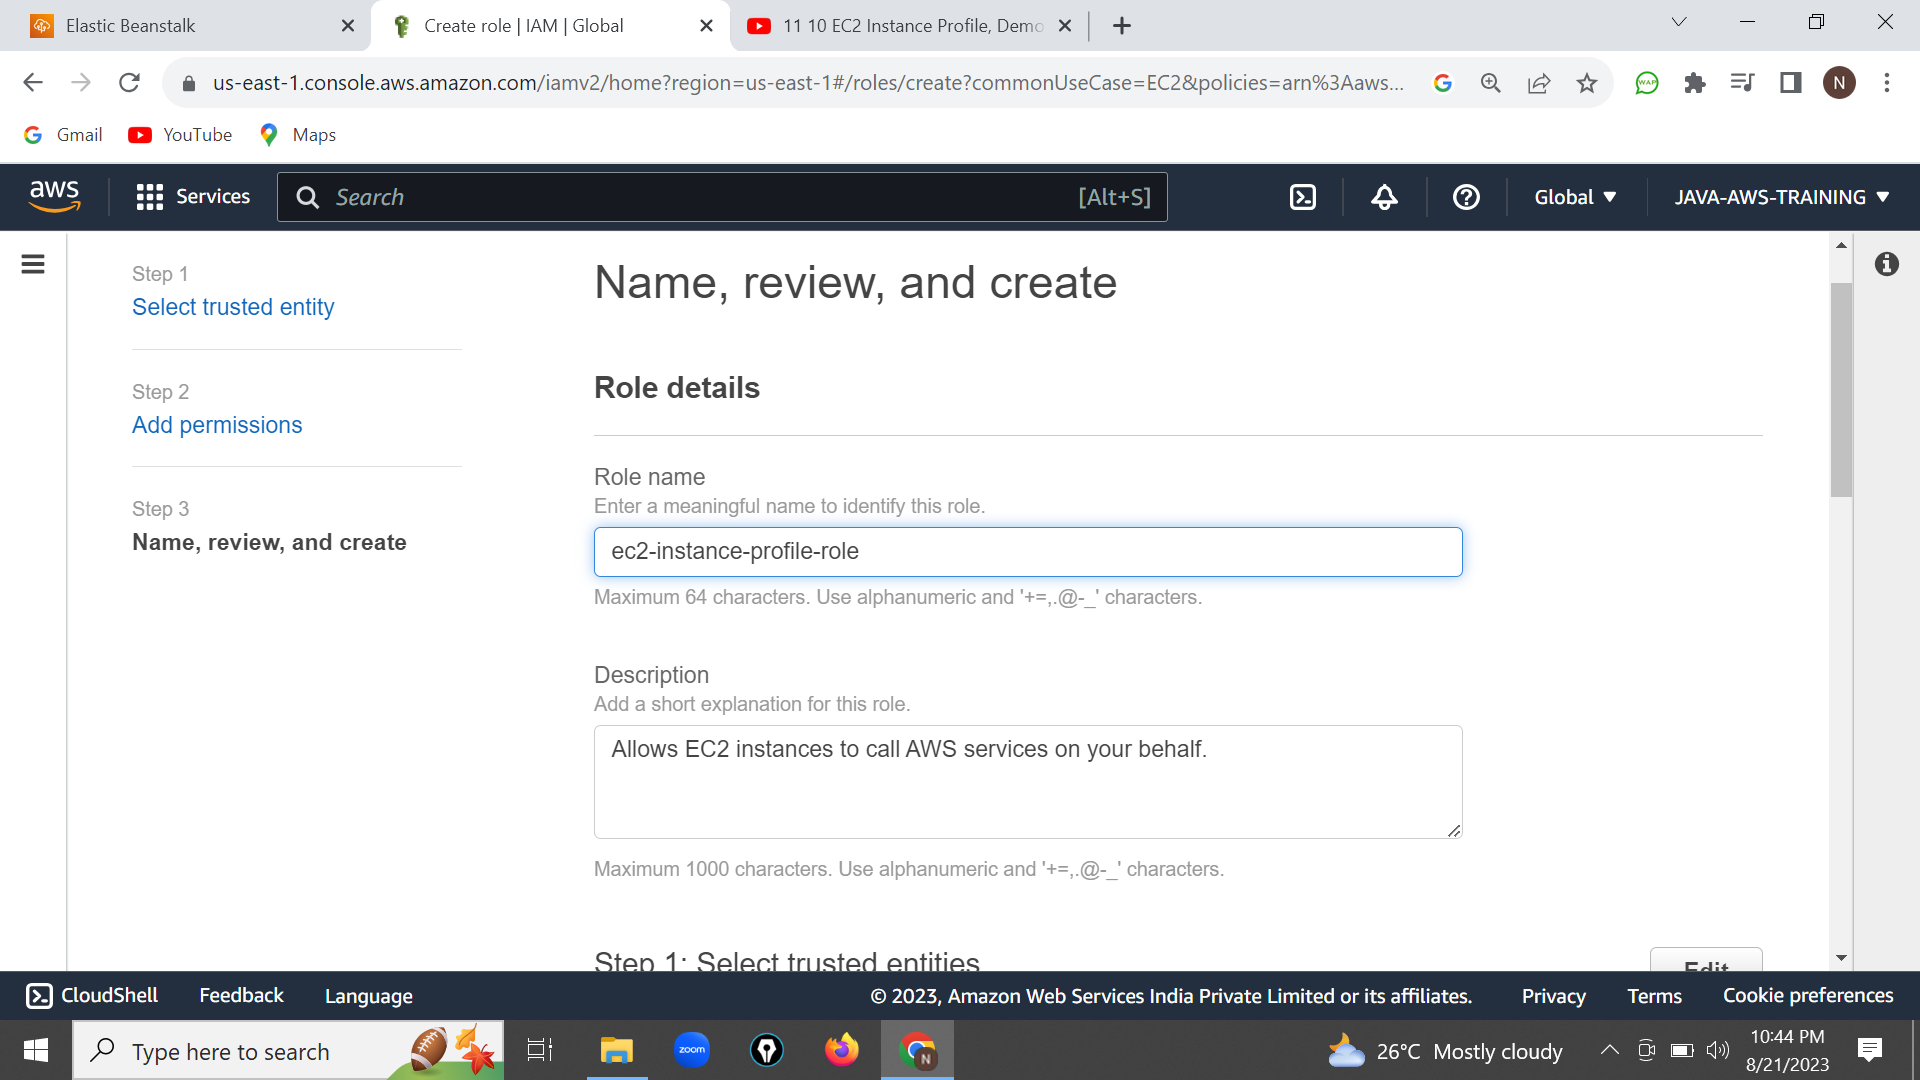 Elastic Beanstalk
Create role | IAM | Global
11 10 EC2 Instance Profile, Demo
us-east-1.console.aws.amazon.com/iamv2/home?region=us-east-1#/roles/create?commonUseCase=EC2&policies=arn%3Aaws...
N
Gmail
YouTube
Maps
aws
Services
Search
[Alt+S]
Global
JAVA-AWS-TRAINING
Step 1
Select trusted entity
Step 2
Add permissions
Step 3
Name, review, and create
Name, review, and create
Role details
Role name
Enter a meaningful name to identify this role.
ec2-instance-profile-role
Maximum 64 characters. Use alphanumeric and '+=,.@-_' characters.
Description
Add a short explanation for this role.
Allows EC2 instances to call AWS services on your behalf.
Maximum 1000 characters. Use alphanumeric and '+=,.@-_' characters.
Step 1: Select trusted entities
Edit
CloudShell
Feedback
Language
© 2023, Amazon Web Services India Private Limited or its affiliates.
Privacy
Terms
Cookie preferences
Type here to search
zoom
N
26°C Mostly cloudy
10:44 PM
8/21/2023